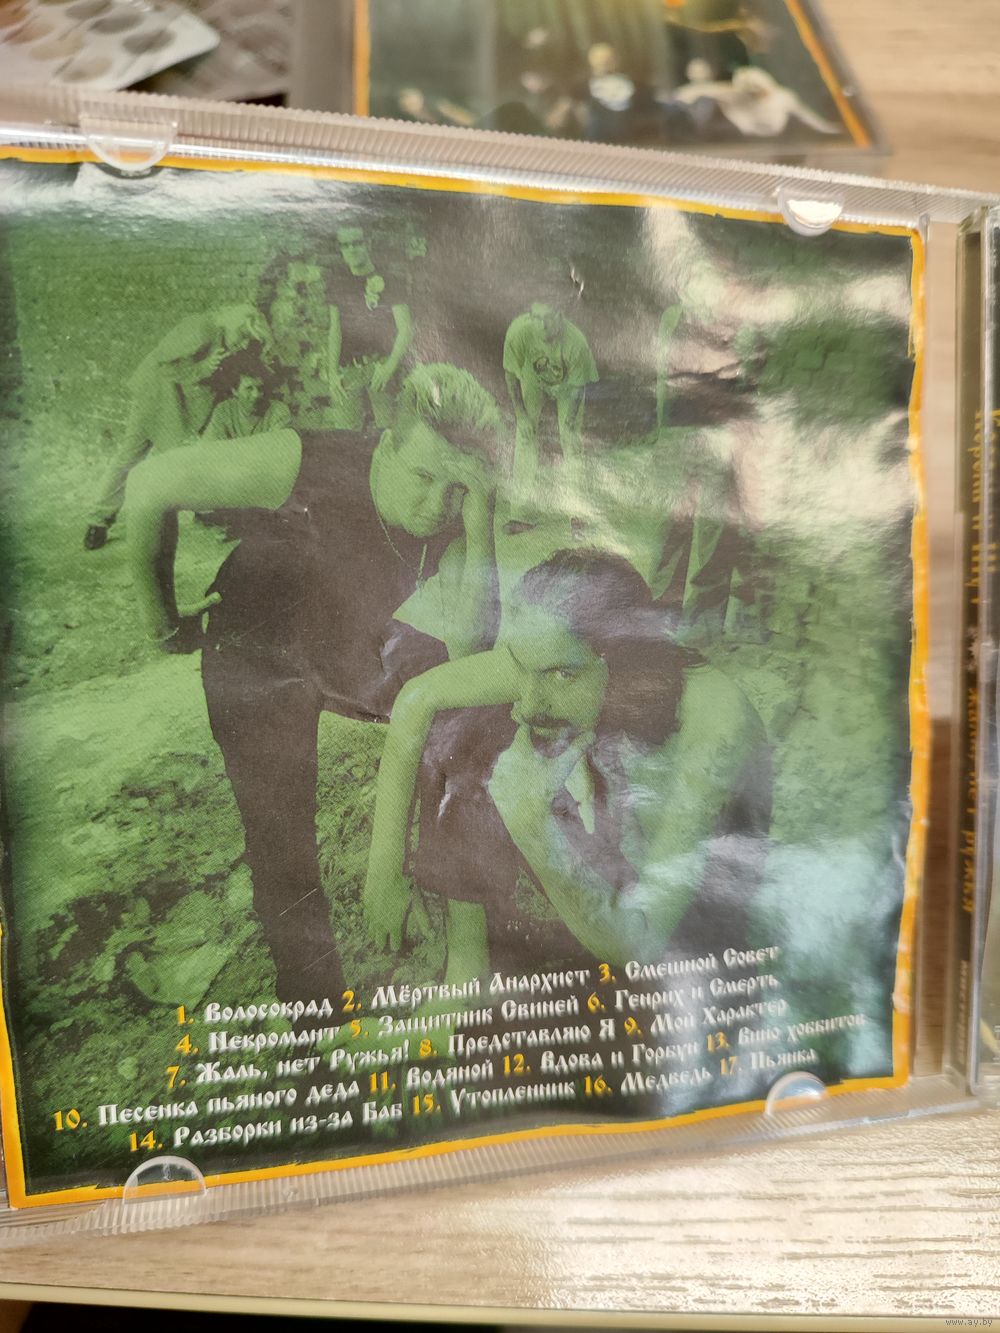 1. Волосокрад 2. Мёртвый Анархист 3. Смешной Совет
4. Некромант 5. Защитник Свиней 6. Генрих и Смерть
7. Жаль, нет Ружья! 8. Представляю Я 9. Мой Характер
10. Песенка пьяного деда 11. Водяной 12. Вдова и Горбун 13. Вино хоббитов
14. Разборки из-за Баб 15. Утопленник 16. Медведь 17. Пьянка
www.ay.by